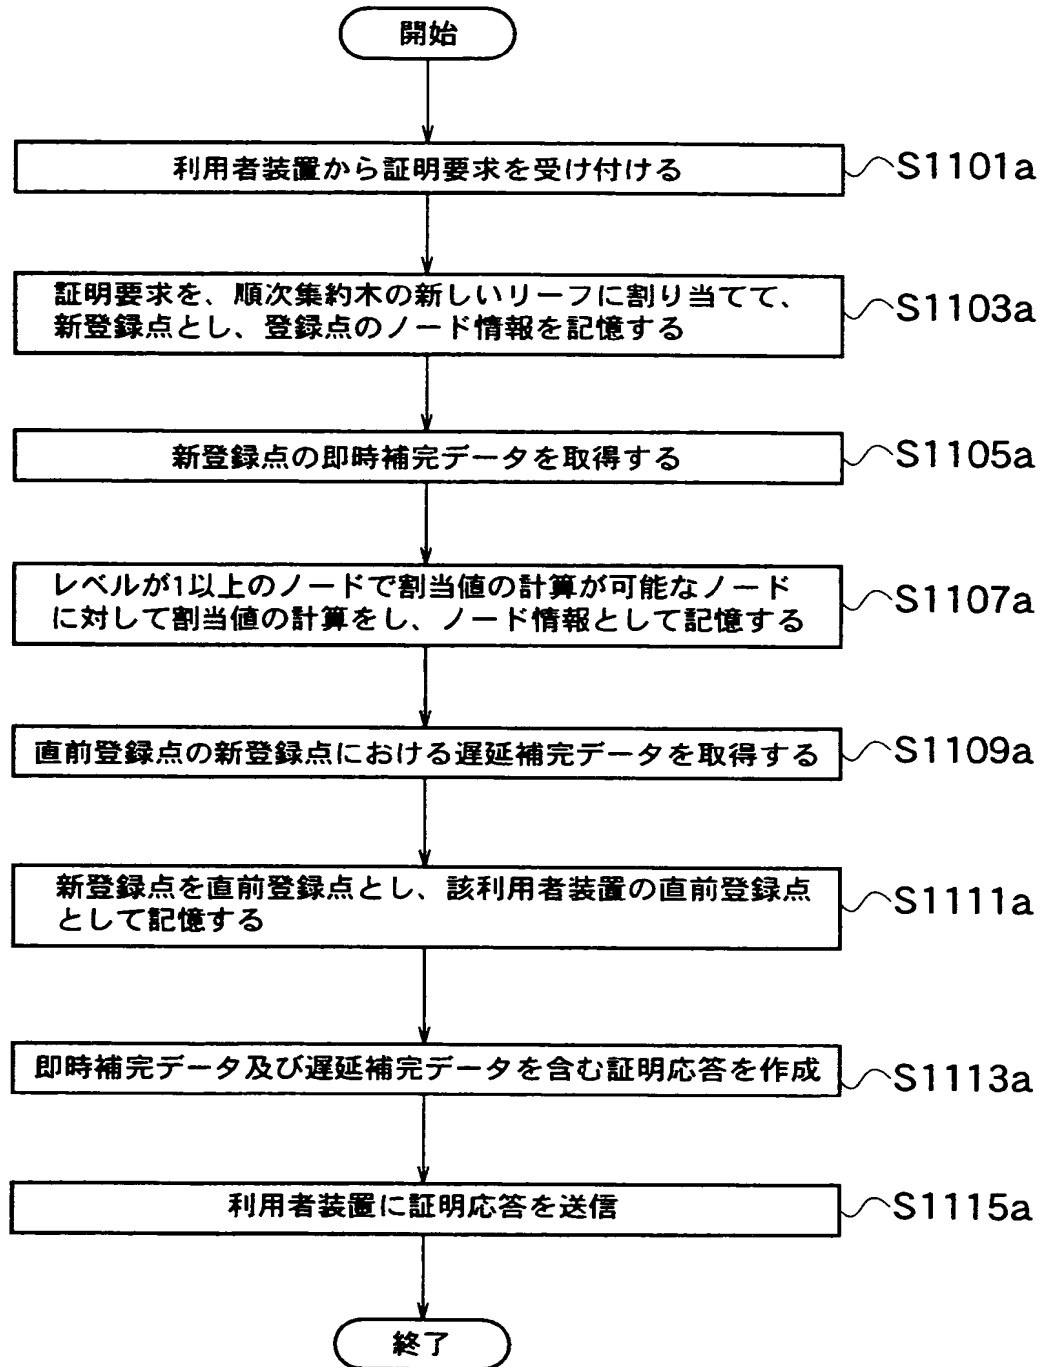 開始
利用者装置から証明要求を受け付ける
S1101a
証明要求を、順次集約木の新しいリーフに割り当てて、
新登録点とし、登録点のノード情報を記憶する
S1103a
新登録点の即時補完データを取得する
S1105a
レベルが1以上のノードで割当値の計算が可能なノード
に対して割当値の計算をし、ノード情報として記憶する
S1107a
直前登録点の新登録点における遅延補完データを取得する
S1109a
新登録点を直前登録点とし、該利用者装置の直前登録点
として記憶する
S1111a
即時補完データ及び遅延補完データを含む証明応答を作成
S1113a
利用者装置に証明応答を送信
S1115a
終了